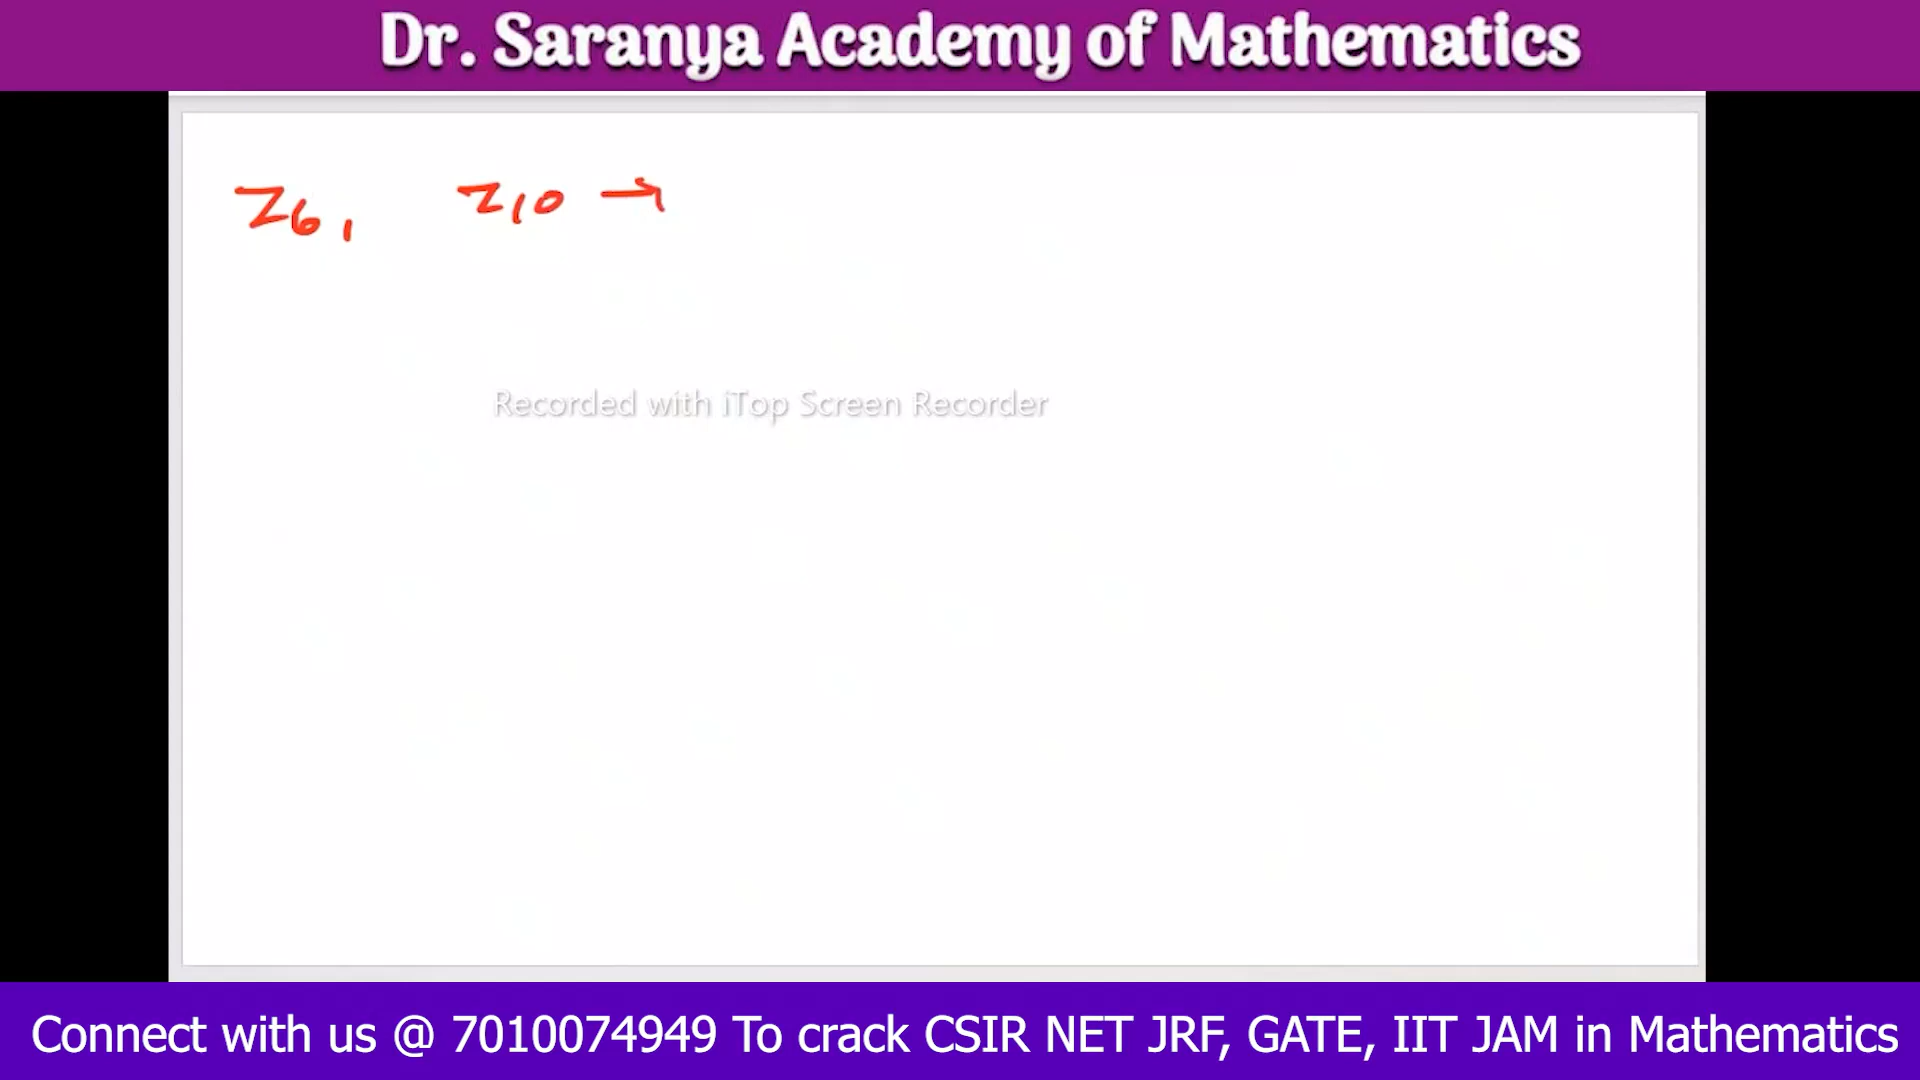 Dr. Saranya Academy of Mathematics
Z₆, Z₁₀ →
Recorded with iTop Screen Recorder
Connect with us @ 7010074949 To crack CSIR NET JRF, GATE, IIT JAM in Mathematics